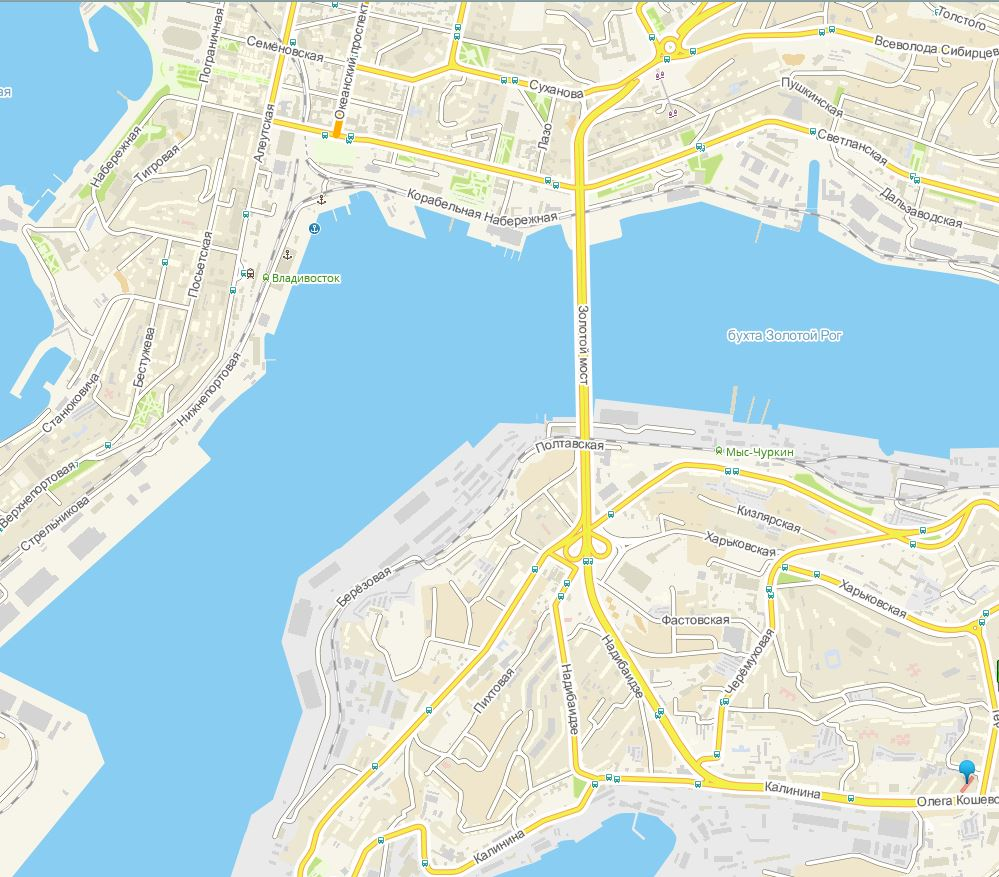 Толстого
Пограничная
Океанский проспект
Семёновская
Всеволода Сибирцев
Суханова
Пушкинская
Алеутская
Лазо
Набережная
Тигровая
Светланская
Корабельная Набережная
Дальзаводская
Посьетская
Владивосток
Золотой мост
бухта Золотой Рог
Бестужева
Нижнепортовая
Станюковича
Полтавская
Мыс-Чуркин
Верхнепортовая
Стрельникова
Кизлярская
Харьковская
Берёзовая
Харьковская
Фастовская
Надибаидзе
Черёмуховая
Надибаидзе
Пихтовая
Калинина
Олега Кошево
Калинина